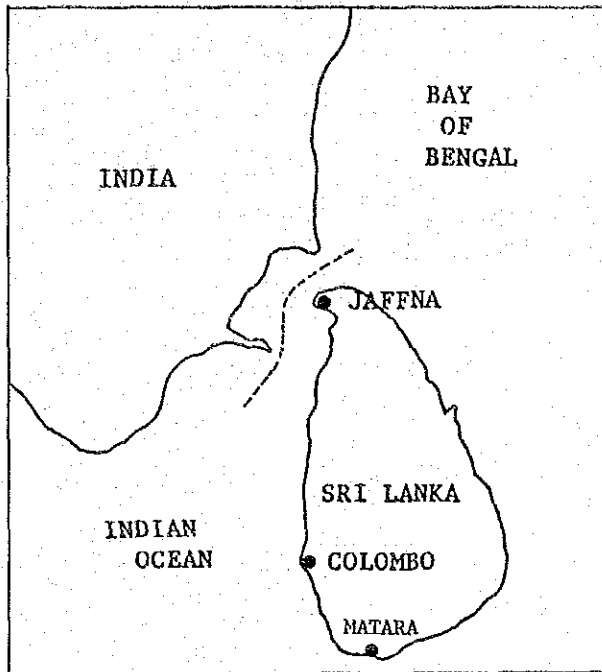 BAY
OF
BENGAL
INDIA
JAFFNA
SRI LANKA
INDIAN
OCEAN
COLOMBO
MATARA